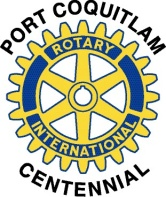 PORT COQUITLAM
ROTARY
INTERNATIONAL
CENTENNIAL